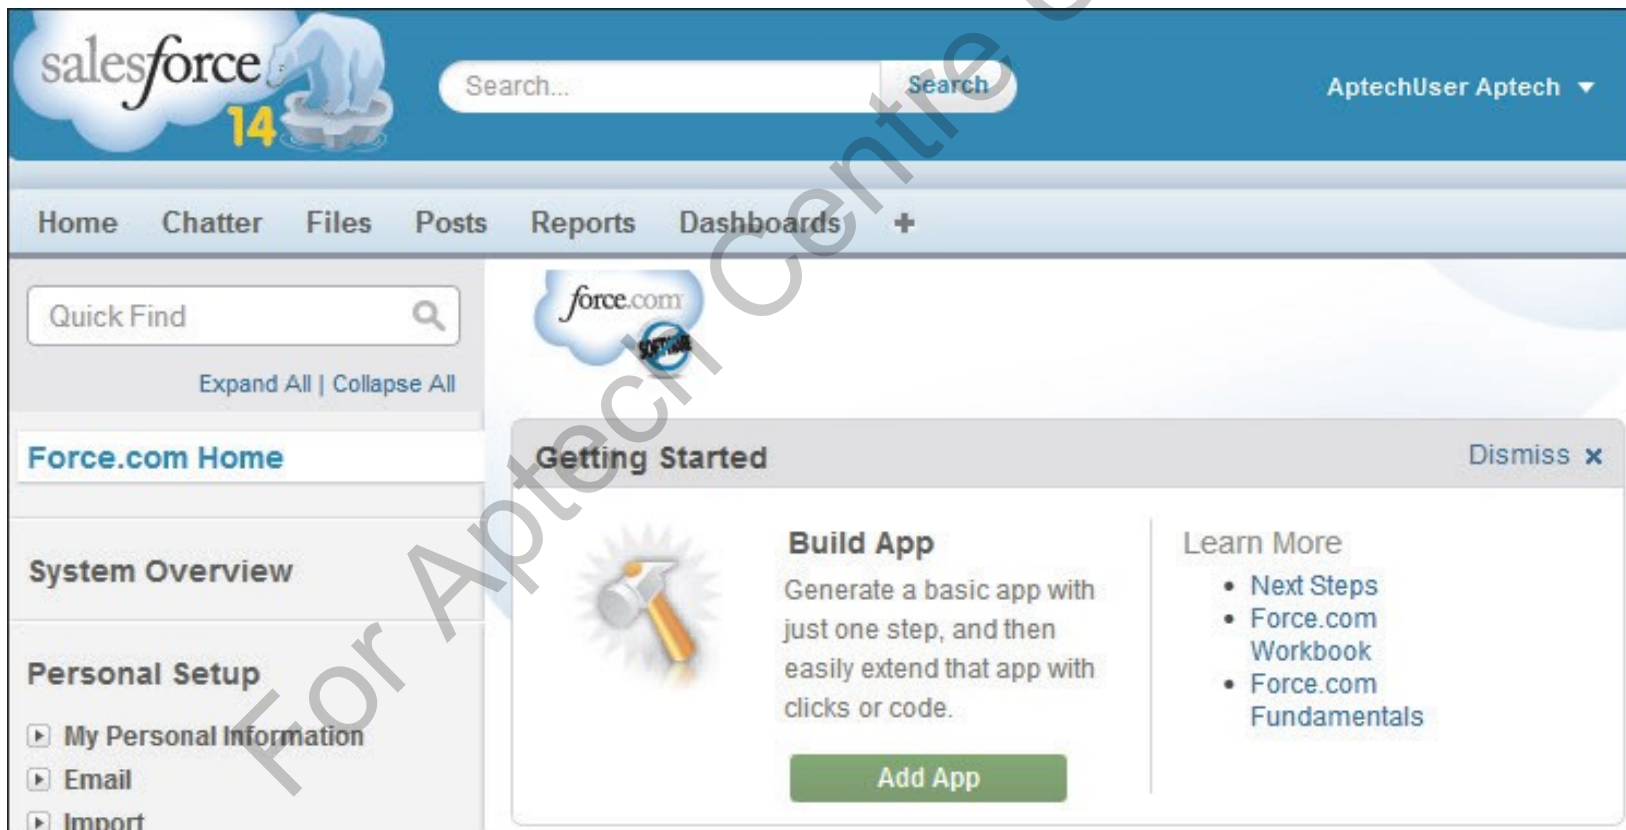 salesforce
14
Search...
Search
AptechUser Aptech
Home Chatter Files Posts Reports Dashboards +
Quick Find
Expand All | Collapse All
Force.com Home
System Overview
Personal Setup
My Personal Information
Email
Import
force.com
SOFTWARE
Getting Started
Dismiss ×
Build App
Generate a basic app with
just one step, and then
easily extend that app with
clicks or code.
Add App
Learn More
Next Steps
Force.com
Workbook
Force.com
Fundamentals
For Aptech Centre